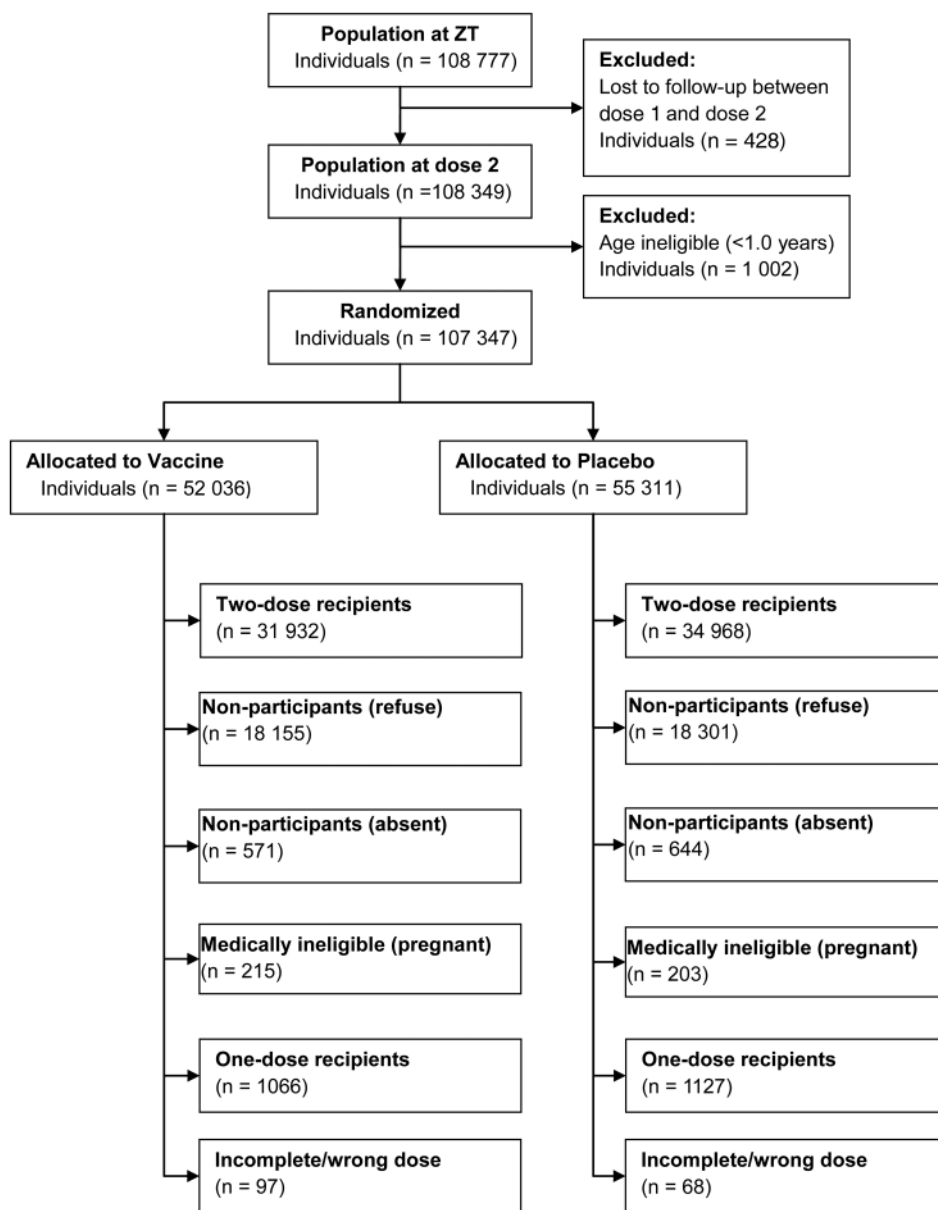 Population at ZT
Individuals (n = 108 777)
Excluded:
Lost to follow-up between
dose 1 and dose 2
Individuals (n = 428)
Population at dose 2
Individuals (n =108 349)
Excluded:
Age ineligible (<1.0 years)
Individuals (n = 1 002)
Randomized
Individuals (n = 107 347)
Allocated to Vaccine
Individuals (n = 52 036)
Allocated to Placebo
Individuals (n = 55 311)
Two-dose recipients
(n = 31 932)
Non-participants (refuse)
(n = 18 155)
Non-participants (absent)
(n = 571)
Medically ineligible (pregnant)
(n = 215)
One-dose recipients
(n = 1066)
Incomplete/wrong dose
(n = 97)
Two-dose recipients
(n = 34 968)
Non-participants (refuse)
(n = 18 301)
Non-participants (absent)
(n = 644)
Medically ineligible (pregnant)
(n = 203)
One-dose recipients
(n = 1127)
Incomplete/wrong dose
(n = 68)